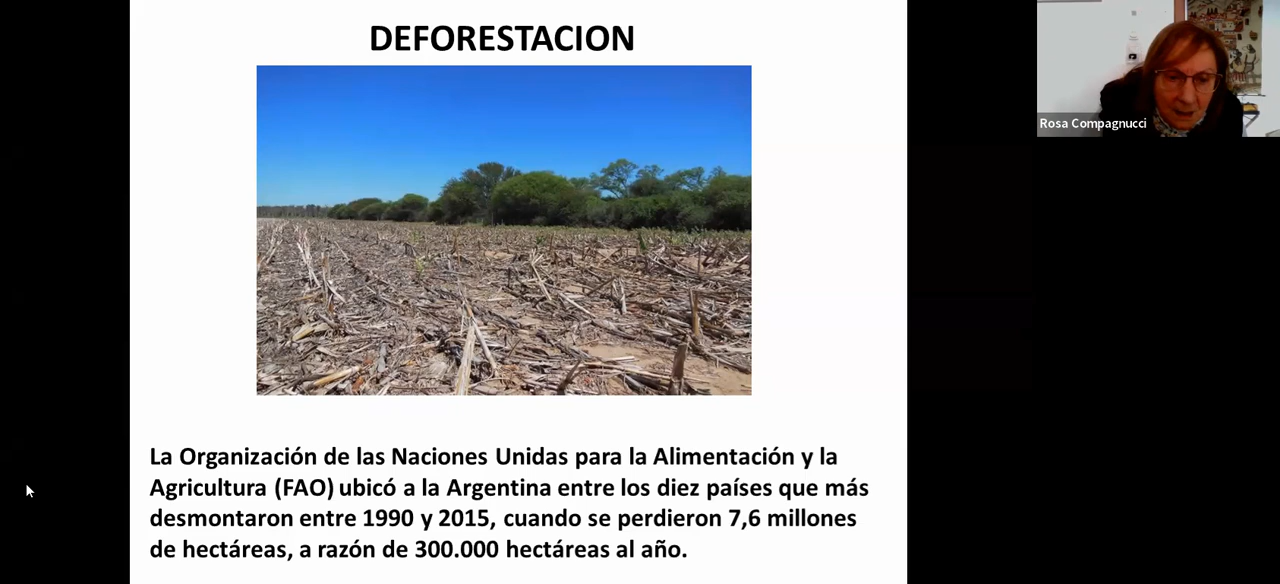 DEFORESTACION
Rosa Compagnucci
La Organización de las Naciones Unidas para la Alimentación y la
Agricultura (FAO) ubicó a la Argentina entre los diez países que más
desmontaron entre 1990 y 2015, cuando se perdieron 7,6 millones
de hectáreas, a razón de 300.000 hectáreas al año.